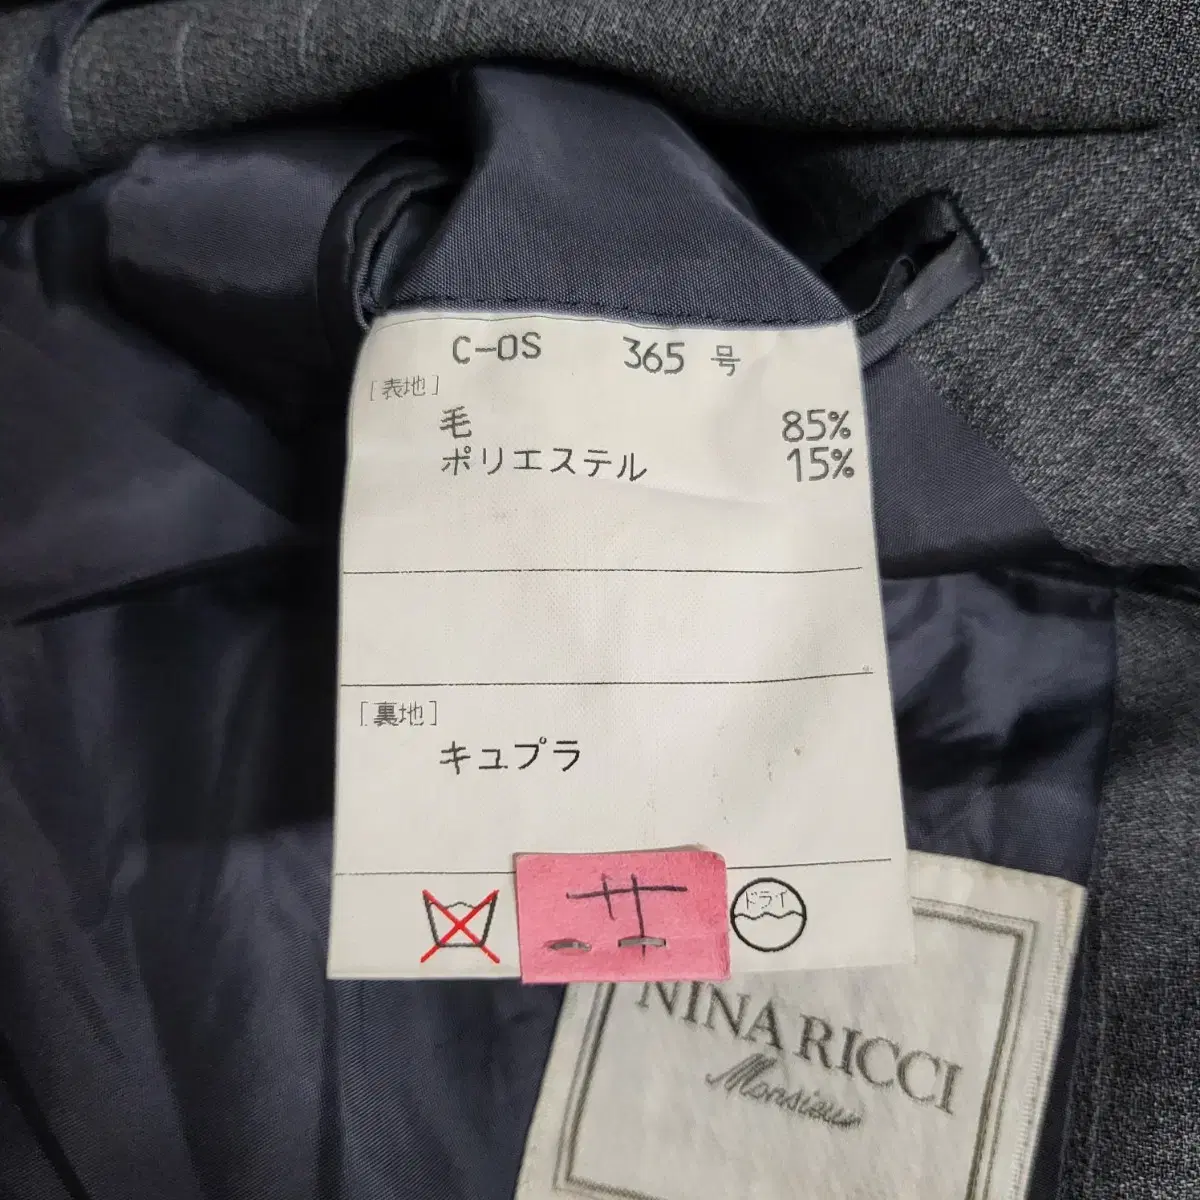 C-OS 365 号
[表地]
毛 85%
ポリエステル 15%
[裏地]
キュプラ
サ
ドライ
NINA RICCI
Monsieur